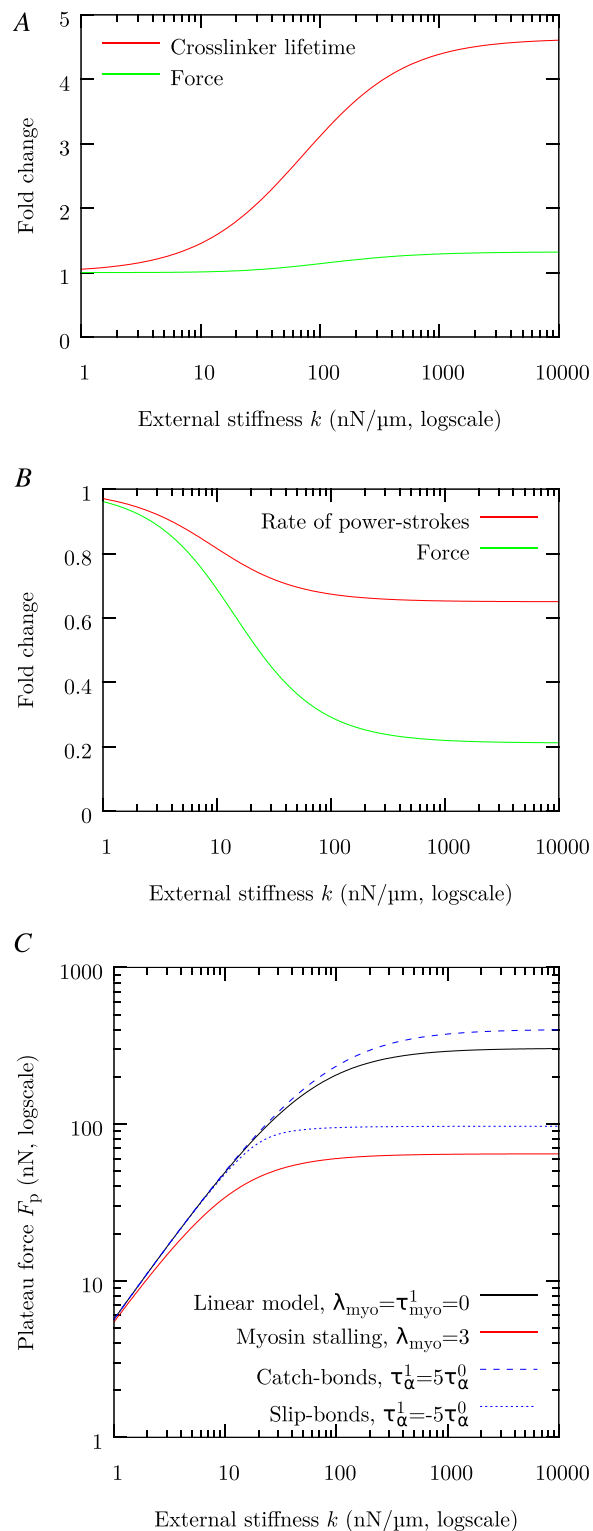 A
5
4
3
2
1
0
Fold change
Crosslinker lifetime
Force
1 10 100 1000 10000
External stiffness k (nN/µm, logscale)
B
1
0.8
0.6
0.4
0.2
0
Fold change
Rate of power-strokes
Force
1 10 100 1000 10000
External stiffness k (nN/µm, logscale)
C
1000
100
10
1
Plateau force Fp (nN, logscale)
Linear model, λmyo=τ¹myo=0
Myosin stalling, λmyo=3
Catch-bonds, τ¹α=5τ⁰α
Slip-bonds, τ¹α=-5τ⁰α
1 10 100 1000 10000
External stiffness k (nN/µm, logscale)